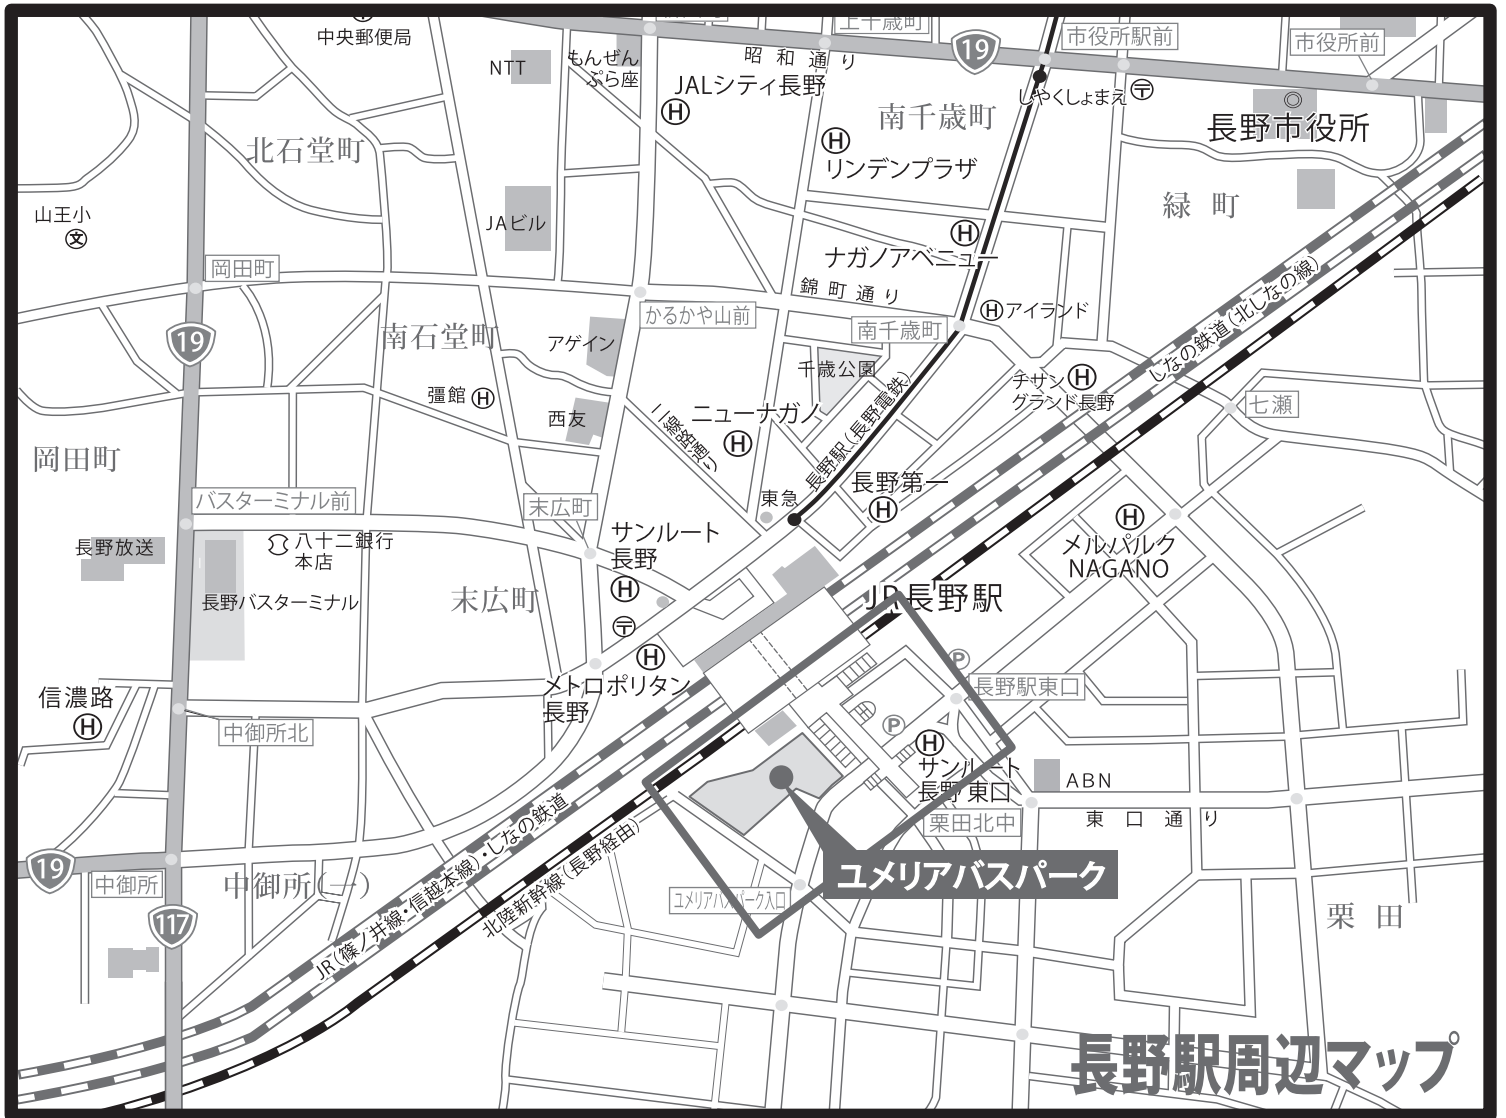 中央郵便局
NTT
もんぜん
ぷら座
昭和通り
上千歳町
19
市役所駅前
市役所前
JALシティ長野
H
南千歳町
しやくしょまえ
〒
◎
長野市役所
北石堂町
H
リンデンプラザ
山王小
文
JAビル
緑町
H
ナガノアベニュー
岡田町
錦町通り
かるかや山前
南千歳町
H アイランド
しなの鉄道(北しなの線)
19
南石堂町
アゲイン
千歳公園
チサン
グランド長野
H
彊館 H
西友
二線路通り
ニューナガノ
H
長野駅(長野電鉄)
七瀬
岡田町
バスターミナル前
末広町
東急
長野第一
H
サンルート
長野
H
H
メルパルク
NAGANO
長野放送
八十二銀行
本店
長野バスターミナル
末広町
JR長野駅
〒
H
メトロポリタン
長野
P
長野駅東口
信濃路
H
中御所北
P
H
サンルート
長野東口
ABN
栗田北中
東口通り
19
中御所
中御所(一)
117
JR(篠ノ井線・信越本線)・しなの鉄道
北陸新幹線(長野経由)
ユメリアバスパーク
ユメリアバスパーク入口
栗田
長野駅周辺マップ